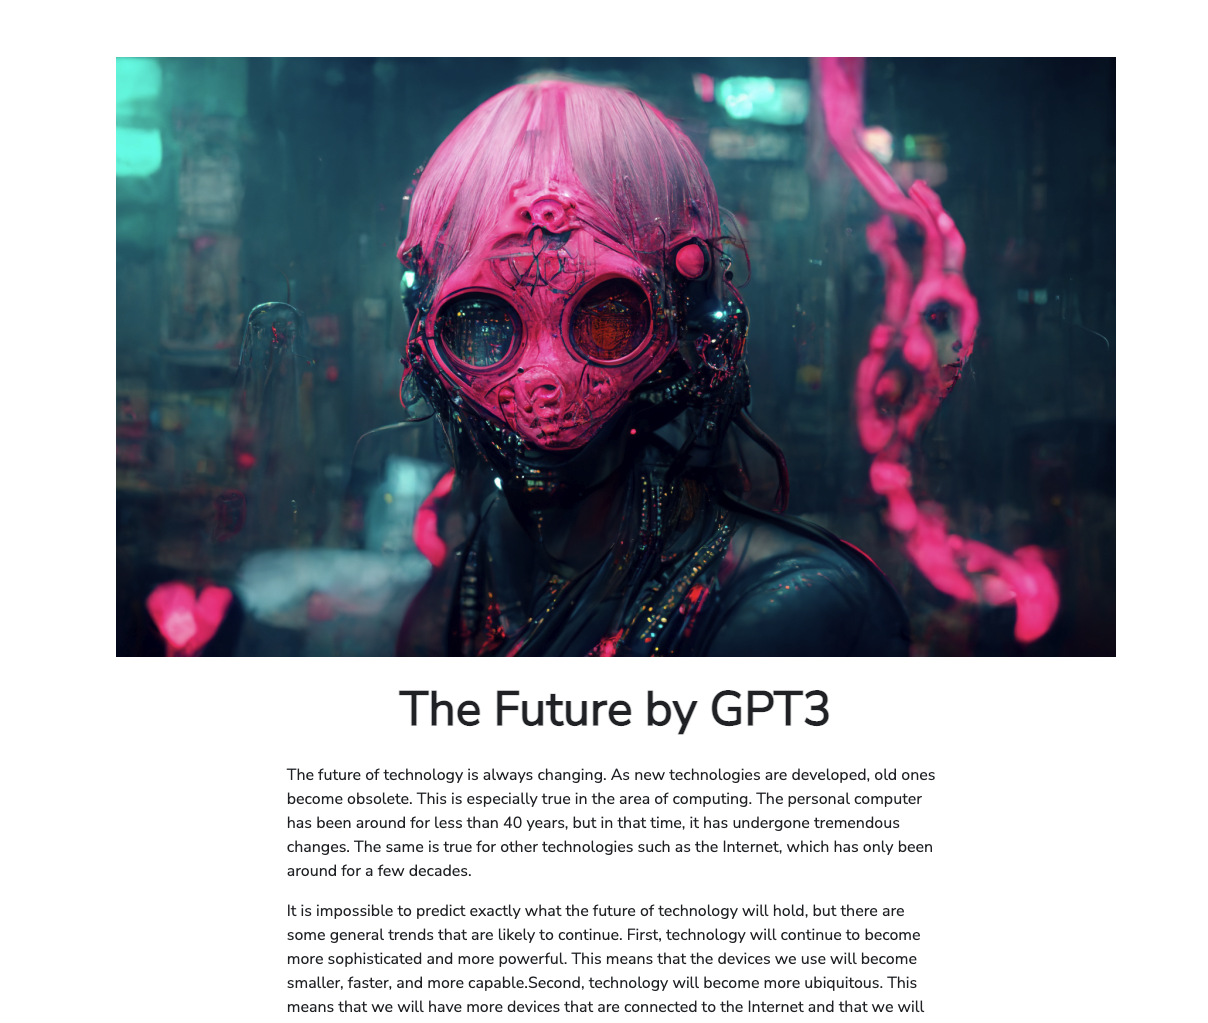 The Future by GPT3
The future of technology is always changing. As new technologies are developed, old ones
become obsolete. This is especially true in the area of computing. The personal computer
has been around for less than 40 years, but in that time, it has undergone tremendous
changes. The same is true for other technologies such as the Internet, which has only been
around for a few decades.
It is impossible to predict exactly what the future of technology will hold, but there are
some general trends that are likely to continue. First, technology will continue to become
more sophisticated and more powerful. This means that the devices we use will become
smaller, faster, and more capable.Second, technology will become more ubiquitous. This
means that we will have more devices that are connected to the Internet and that we will